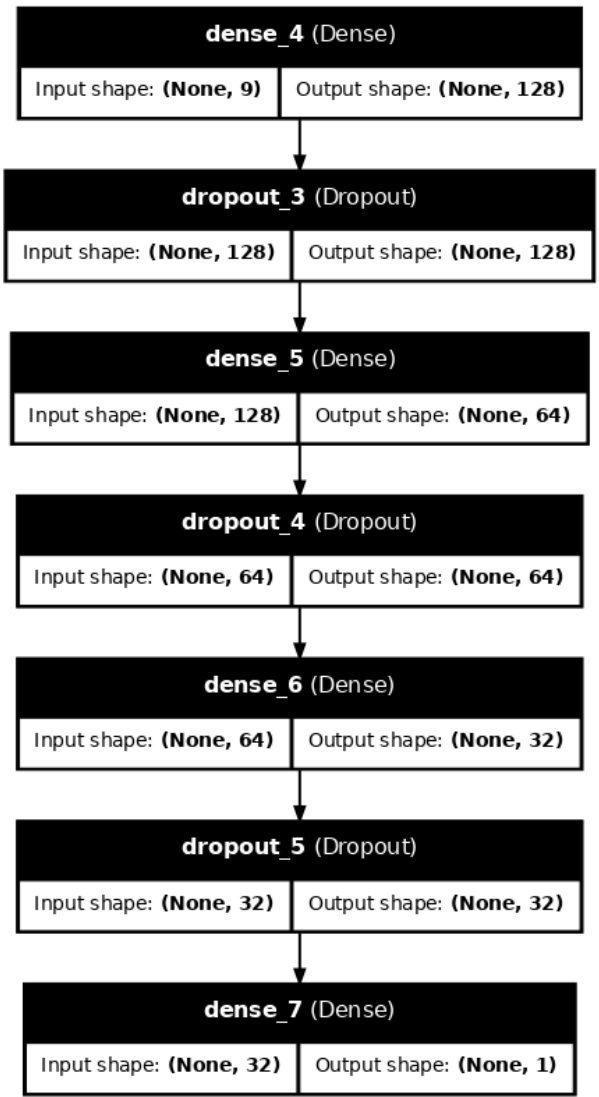 dense_4 (Dense)
Input shape: (None, 9) Output shape: (None, 128)
dropout_3 (Dropout)
Input shape: (None, 128) Output shape: (None, 128)
dense_5 (Dense)
Input shape: (None, 128) Output shape: (None, 64)
dropout_4 (Dropout)
Input shape: (None, 64) Output shape: (None, 64)
dense_6 (Dense)
Input shape: (None, 64) Output shape: (None, 32)
dropout_5 (Dropout)
Input shape: (None, 32) Output shape: (None, 32)
dense_7 (Dense)
Input shape: (None, 32) Output shape: (None, 1)